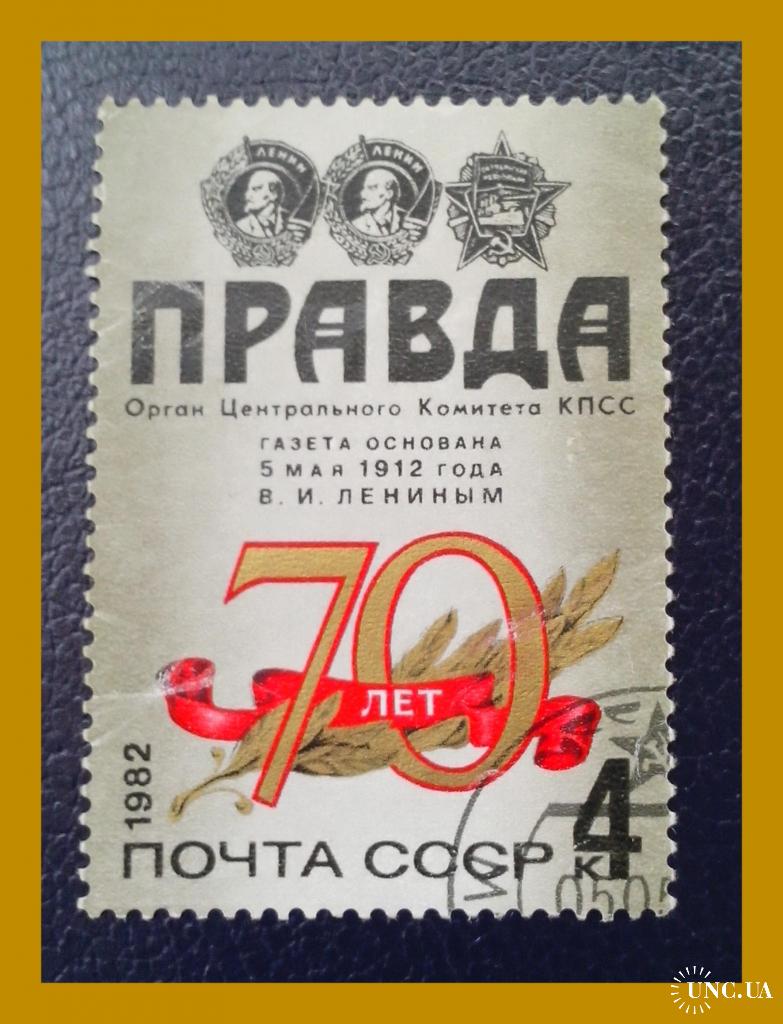 ЛЕНИН
ЛЕНИН
ПРАВДА
Орган Центрального Комитета КПСС
ГАЗЕТА ОСНОВАНА
5 МАЯ 1912 ГОДА
В. И. ЛЕНИНЫМ
70
ЛЕТ
1982
ПОЧТА СССР
4
к
0505
UNC.UA